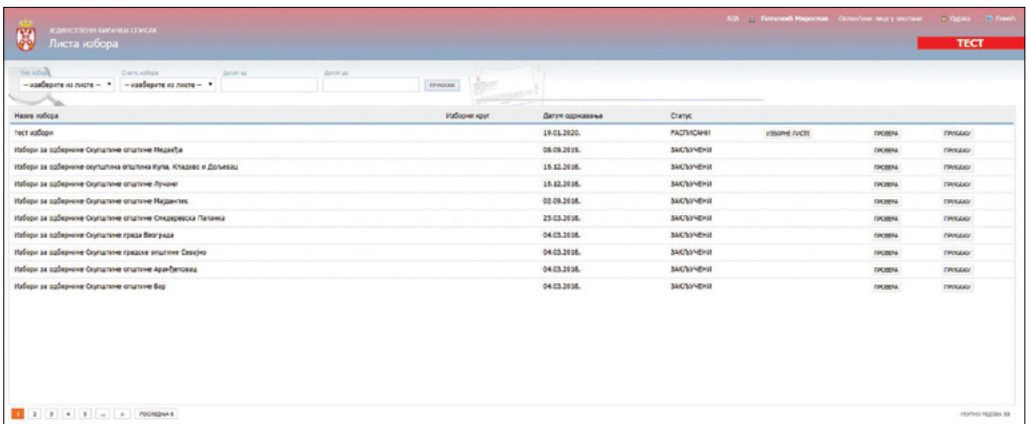 АДА Петковић Мирослав Овлашћено лице у општини Одјава Помоћ
ЈЕДИНСТВЕНИ БИРАЧКИ СПИСАК
Листа избора
ТЕСТ
Тип избора Статус избора Датум од Датум до
-- изаберите из листе -- -- изаберите из листе -- ПРИКАЖИ
Назив избора Изборни круг Датум одржавања Статус
тест избори 19.01.2020. РАСПИСАНИ ИЗБОРНЕ ЛИСТЕ ПРОВЕРА ПРИКАЖИ
Избори за одборнике Скупштине општине Медвеђа 08.09.2019. ЗАКЉУЧЕНИ ПРОВЕРА ПРИКАЖИ
Избори за одборнике скупштина општина Кула, Кладово и Дољевац 16.12.2018. ЗАКЉУЧЕНИ ПРОВЕРА ПРИКАЖИ
Избори за одборнике Скупштине општине Лучани 16.12.2018. ЗАКЉУЧЕНИ ПРОВЕРА ПРИКАЖИ
Избори за одборнике Скупштине општине Мајданпек 02.09.2018. ЗАКЉУЧЕНИ ПРОВЕРА ПРИКАЖИ
Избори за одборнике Скупштине општине Смедеревска Паланка 25.03.2018. ЗАКЉУЧЕНИ ПРОВЕРА ПРИКАЖИ
Избори за одборнике Скупштине града Београда 04.03.2018. ЗАКЉУЧЕНИ ПРОВЕРА ПРИКАЖИ
Избори за одборнике Скупштине градске општине Севојно 04.03.2018. ЗАКЉУЧЕНИ ПРОВЕРА ПРИКАЖИ
Избори за одборнике Скупштине општине Аранђеловац 04.03.2018. ЗАКЉУЧЕНИ ПРОВЕРА ПРИКАЖИ
Избори за одборнике Скупштине општине Бор 04.03.2018. ЗАКЉУЧЕНИ ПРОВЕРА ПРИКАЖИ
1 2 3 4 5 ... > ПОСЛЕДЊА 6